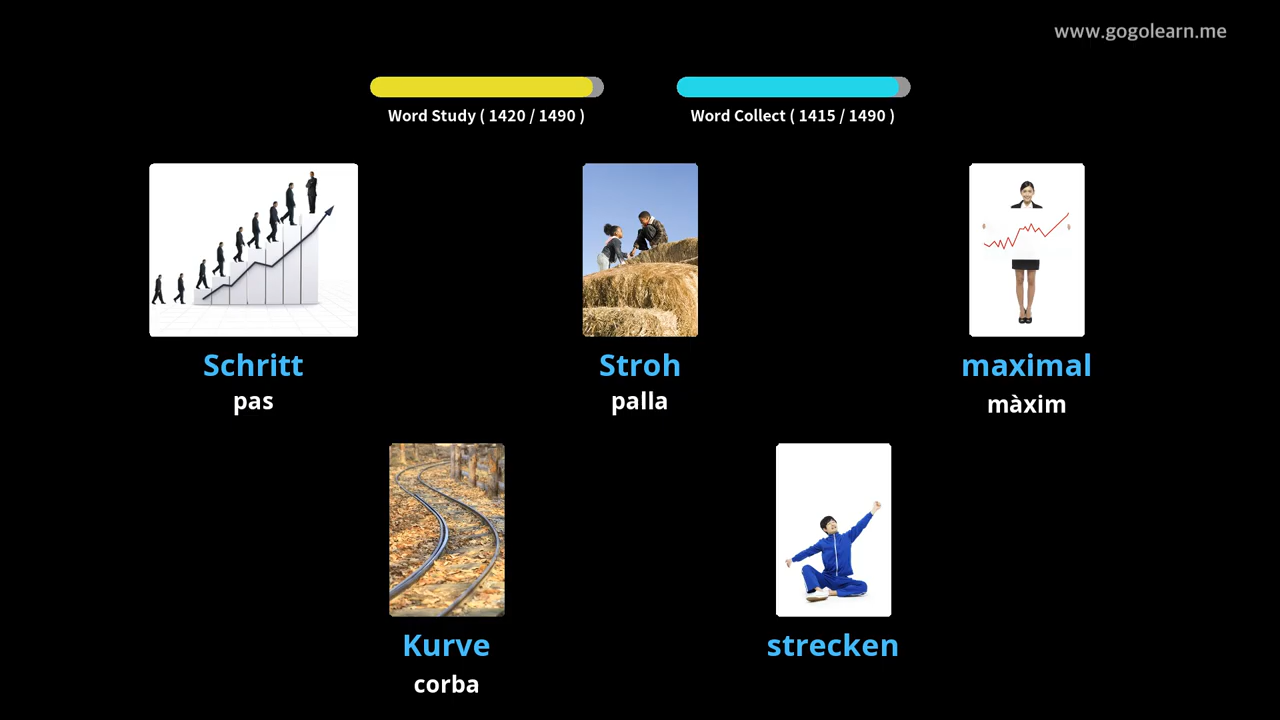 www.gogolearn.me
Word Study ( 1420 / 1490 )
Word Collect ( 1415 / 1490 )
Schritt
pas
Stroh
palla
maximal
màxim
Kurve
corba
strecken